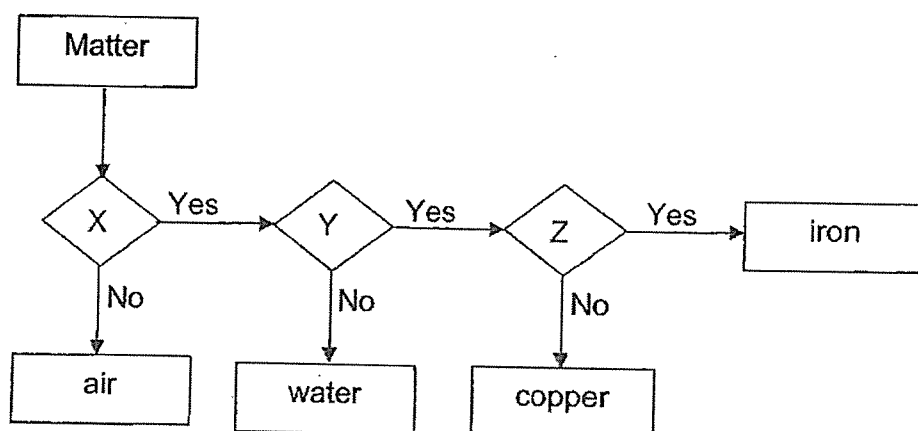 Matter
X
Yes
Y
Yes
Z
Yes
iron
No
No
No
air
water
copper